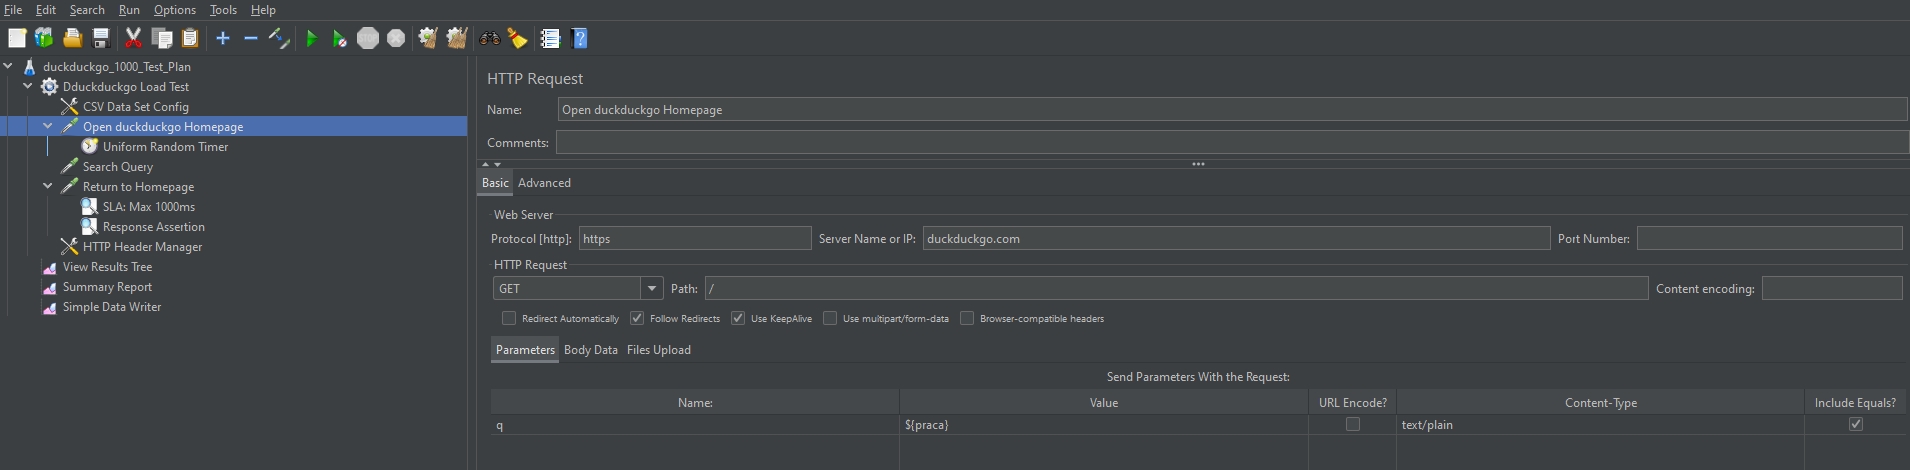 File Edit Search Run Options Tools Help
STOP
duckduckgo_1000_Test_Plan
Dduckduckgo Load Test
CSV Data Set Config
Open duckduckgo Homepage
Uniform Random Timer
Search Query
Return to Homepage
SLA: Max 1000ms
Response Assertion
HTTP Header Manager
View Results Tree
Summary Report
Simple Data Writer
HTTP Request
Name: Open duckduckgo Homepage
Comments:
Basic Advanced
Web Server
Protocol [http]: https Server Name or IP: duckduckgo.com Port Number:
HTTP Request
GET Path: / Content encoding:
Redirect Automatically Follow Redirects Use KeepAlive Use multipart/form-data Browser-compatible headers
Parameters Body Data Files Upload
Send Parameters With the Request:
Name: Value URL Encode? Content-Type Include Equals?
q ${praca} text/plain